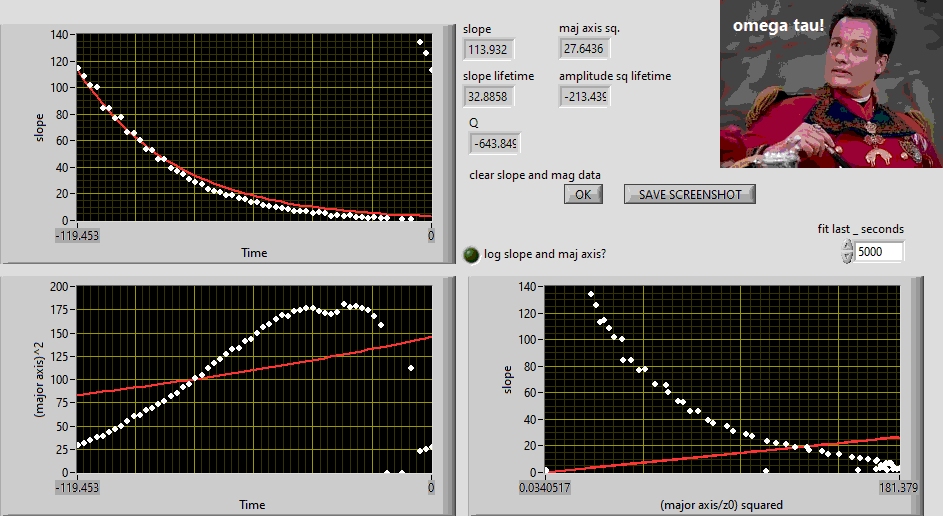 omega tau!
slope
maj axis sq.
113.932
27.6436
slope lifetime
amplitude sq lifetime
32.8858
-213.439
Q
-643.849
clear slope and mag data
OK
SAVE SCREENSHOT
log slope and maj axis?
fit last _ seconds
5000
140
120
100
80
60
40
20
0
slope
-119.453
0
Time
200
175
150
125
100
75
50
25
0
(major axis)^2
-119.453
0
Time
140
120
100
80
60
40
20
0
slope
0.0340517
181.379
(major axis/z0) squared